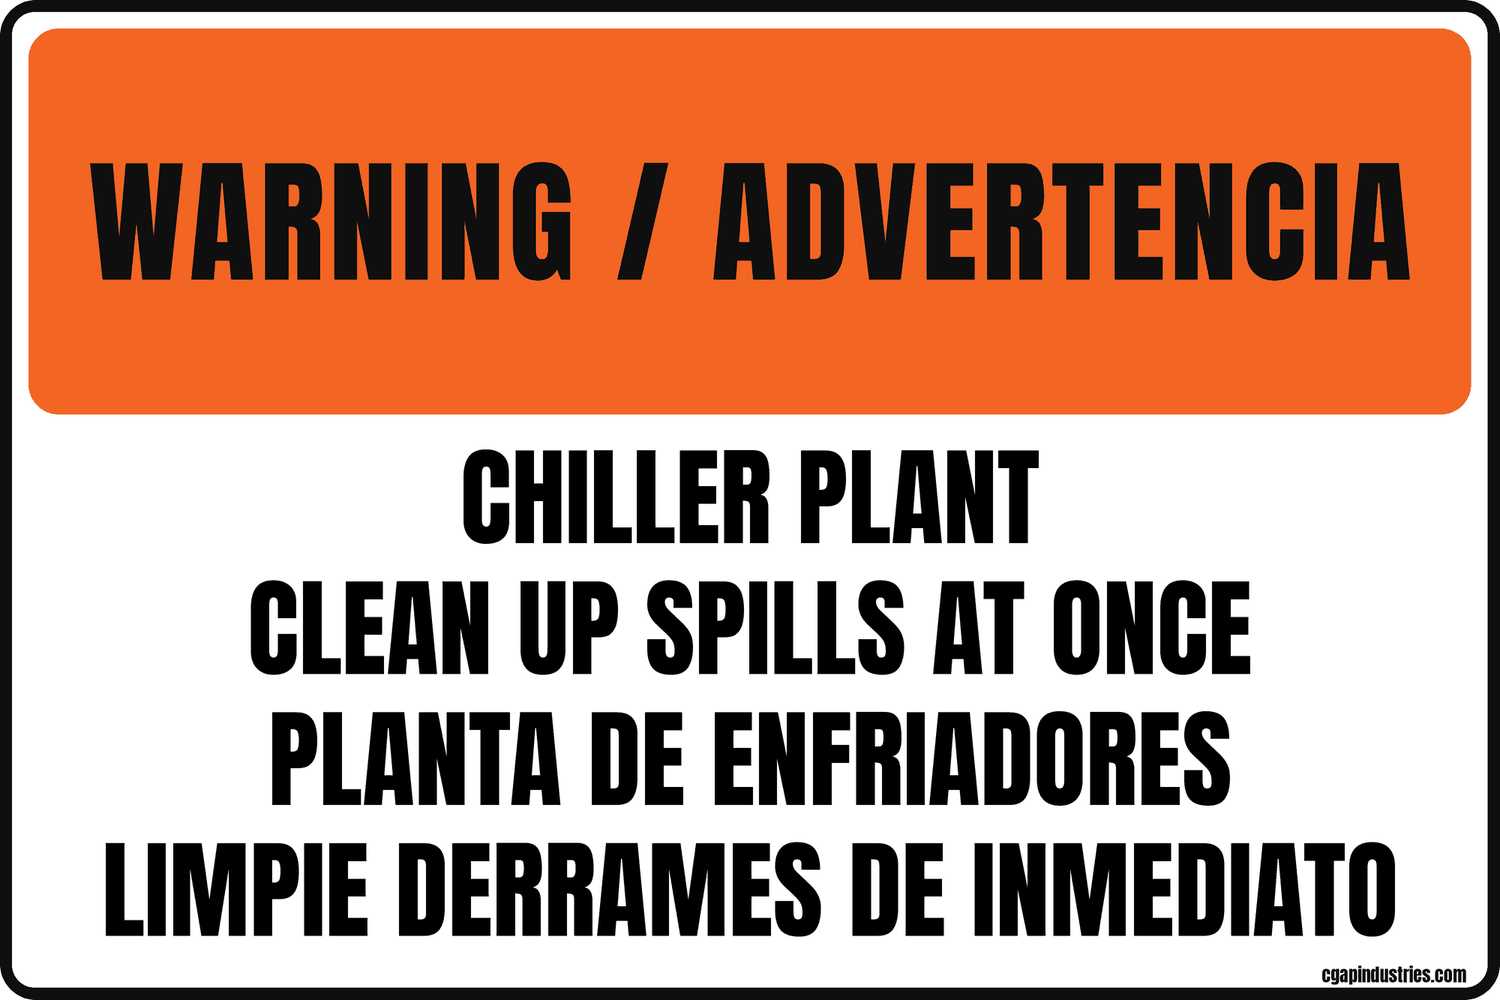 WARNING / ADVERTENCIA
CHILLER PLANT
CLEAN UP SPILLS AT ONCE
PLANTA DE ENFRIADORES
LIMPIE DERRAMES DE INMEDIATO
cgapindustries.com